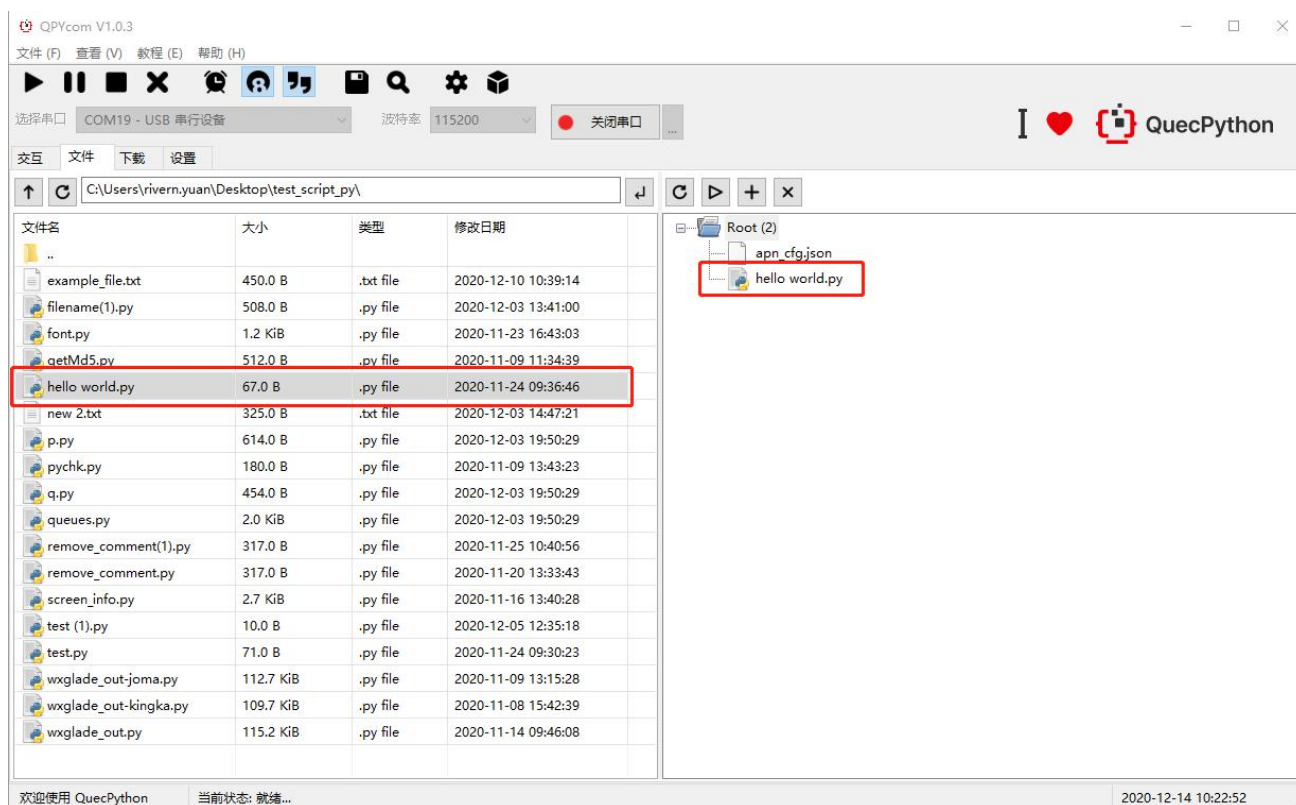 QPYcom V1.0.3
文件 (F) 查看 (V) 教程 (E) 帮助 (H)
选择串口 COM19 - USB 串行设备 波特率 115200 关闭串口 ...
I QuecPython
交互 文件 下载 设置
C:\Users\rivern.yuan\Desktop\test_script_py\
文件名 大小 类型 修改日期
..
example_file.txt 450.0 B .txt file 2020-12-10 10:39:14
filename(1).py 508.0 B .py file 2020-12-03 13:41:00
font.py 1.2 KiB .py file 2020-11-23 16:43:03
getMd5.py 512.0 B .py file 2020-11-09 11:34:39
hello world.py 67.0 B .py file 2020-11-24 09:36:46
new 2.txt 325.0 B .txt file 2020-12-03 14:47:21
p.py 614.0 B .py file 2020-12-03 19:50:29
pychk.py 180.0 B .py file 2020-11-09 13:43:23
q.py 454.0 B .py file 2020-12-03 19:50:29
queues.py 2.0 KiB .py file 2020-12-03 19:50:29
remove_comment(1).py 317.0 B .py file 2020-11-25 10:40:56
remove_comment.py 317.0 B .py file 2020-11-20 13:33:43
screen_info.py 2.7 KiB .py file 2020-11-16 13:40:28
test (1).py 10.0 B .py file 2020-12-05 12:35:18
test.py 71.0 B .py file 2020-11-24 09:30:23
wxglade_out-joma.py 112.7 KiB .py file 2020-11-09 13:15:28
wxglade_out-kingka.py 109.7 KiB .py file 2020-11-08 15:42:39
wxglade_out.py 115.2 KiB .py file 2020-11-14 09:46:08
Root (2)
apn_cfg.json
hello world.py
欢迎使用 QuecPython 当前状态: 就绪... 2020-12-14 10:22:52